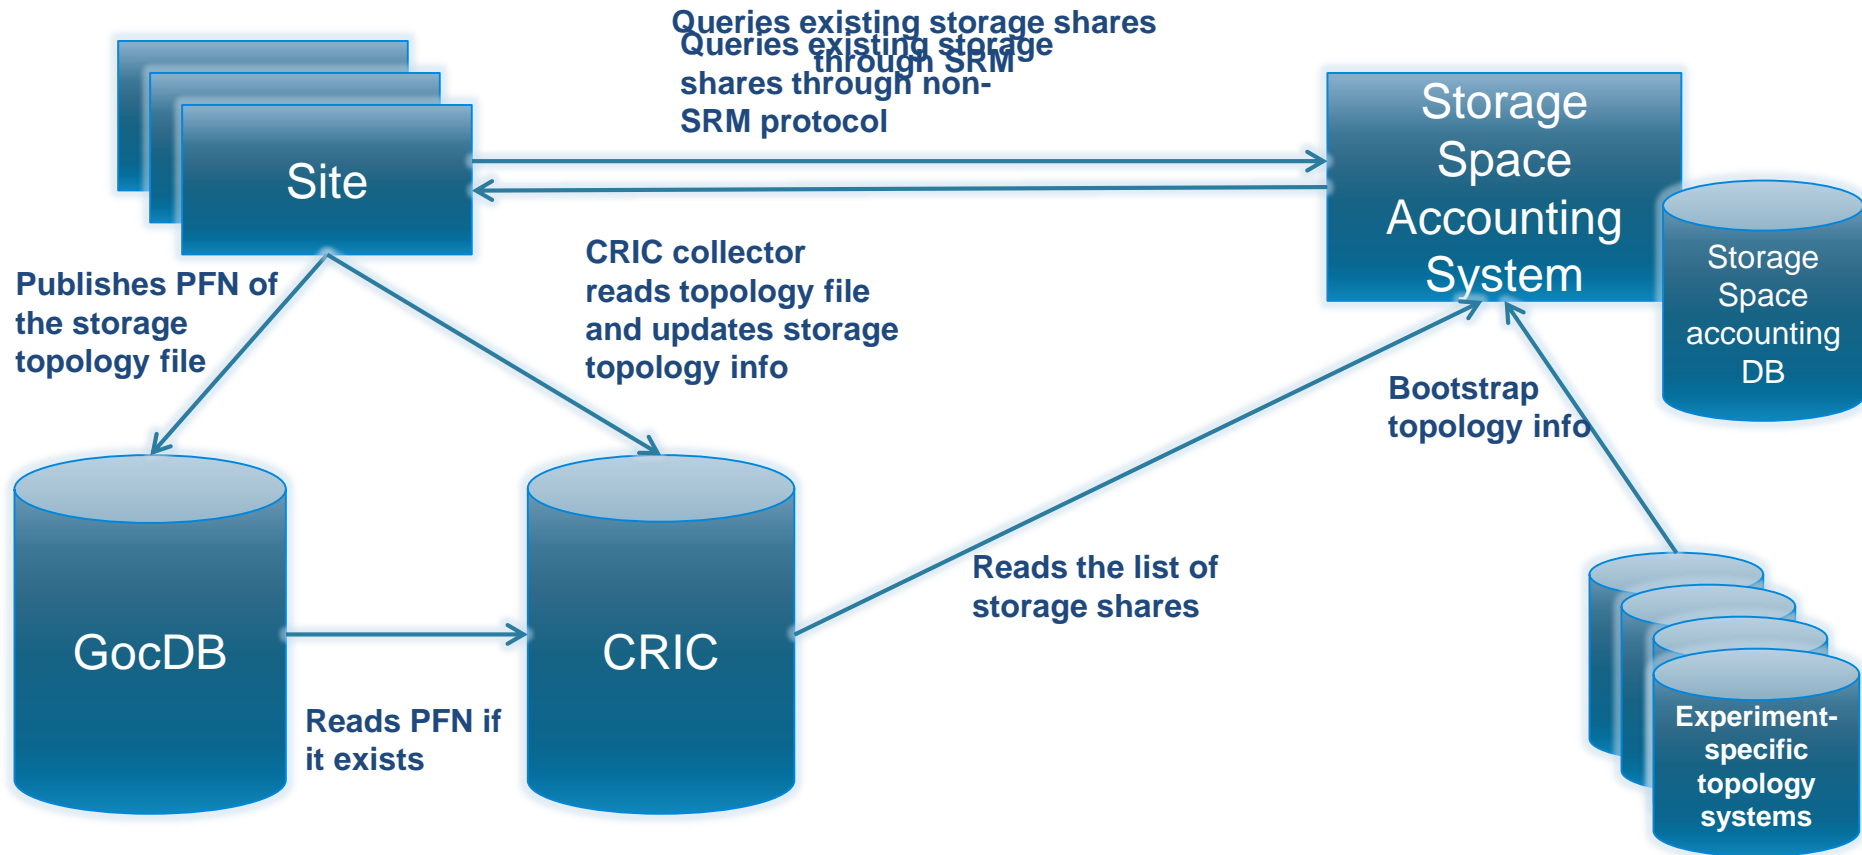 Queries existing storage shares
through SRM
Queries existing storage
shares through non-
SRM protocol
Site
Storage
Space
Accounting
System
Storage
Space
accounting
DB
Publishes PFN of
the storage
topology file
CRIC collector
reads topology file
and updates storage
topology info
Bootstrap
topology info
GocDB
CRIC
Reads the list of
storage shares
Reads PFN if
it exists
Experiment-
specific
topology
systems